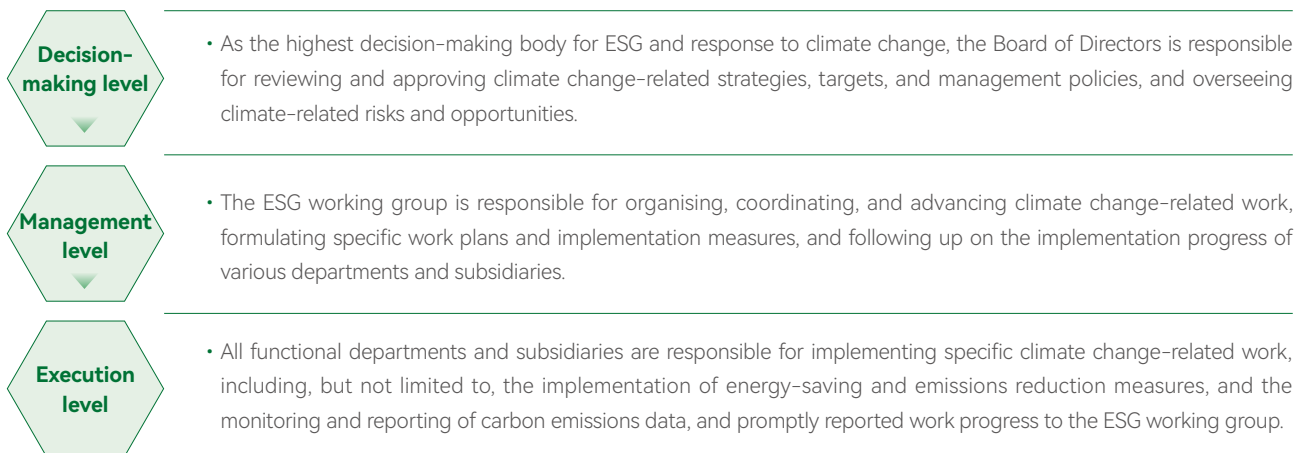 Decision-
making level
• As the highest decision-making body for ESG and response to climate change, the Board of Directors is responsible
for reviewing and approving climate change-related strategies, targets, and management policies, and overseeing
climate-related risks and opportunities.
Management
level
• The ESG working group is responsible for organising, coordinating, and advancing climate change-related work,
formulating specific work plans and implementation measures, and following up on the implementation progress of
various departments and subsidiaries.
Execution
level
• All functional departments and subsidiaries are responsible for implementing specific climate change-related work,
including, but not limited to, the implementation of energy-saving and emissions reduction measures, and the
monitoring and reporting of carbon emissions data, and promptly reported work progress to the ESG working group.